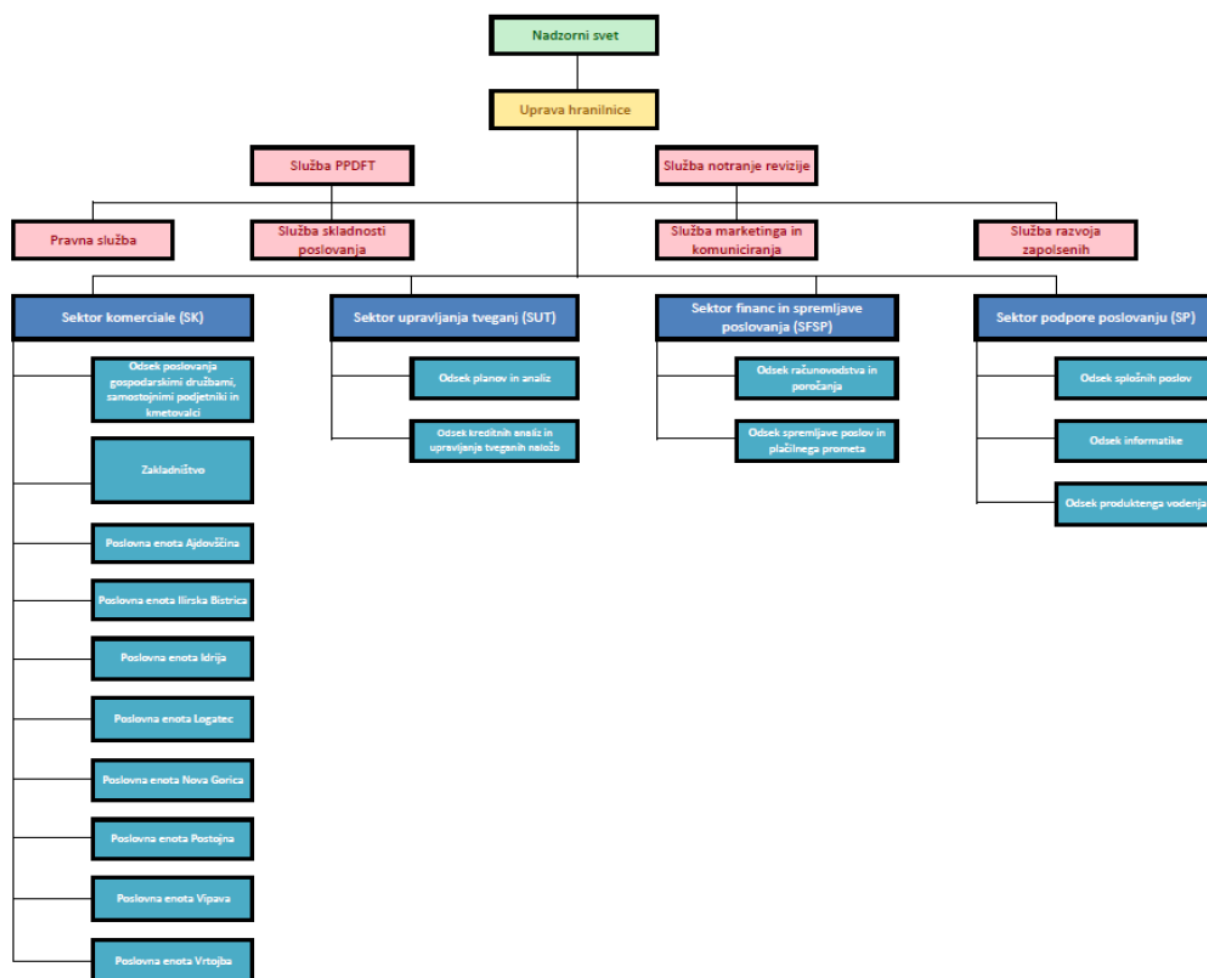 Nadzorni svet
Uprava hranilnice
Služba PPDFT
Služba notranje revizije
Pravna služba
Služba skladnosti
poslovanja
Služba marketinga in
komuniciranja
Služba razvoja
zapolsenih
Sektor komerciale (SK)
Sektor upravljanja tveganj (SUT)
Sektor financ in spremljave
poslovanja (SFSP)
Sektor podpore poslovanju (SP)
Odsek poslovanja
gospodarskimi družbami,
samostojnimi podjetniki in
kmetovalci
Zakladništvo
Poslovna enota Ajdovščina
Poslovna enota Ilirska Bistrica
Poslovna enota Idrija
Poslovna enota Logatec
Poslovna enota Nova Gorica
Poslovna enota Postojna
Poslovna enota Vipava
Poslovna enota Vrtojba
Odsek planov in analiz
Odsek kreditnih analiz in
upravljanja tveganih naložb
Odsek računovodstva in
poročanja
Odsek spremljave poslov in
plačilnega prometa
Odsek splošnih poslov
Odsek informatike
Odsek produktenga vodenja